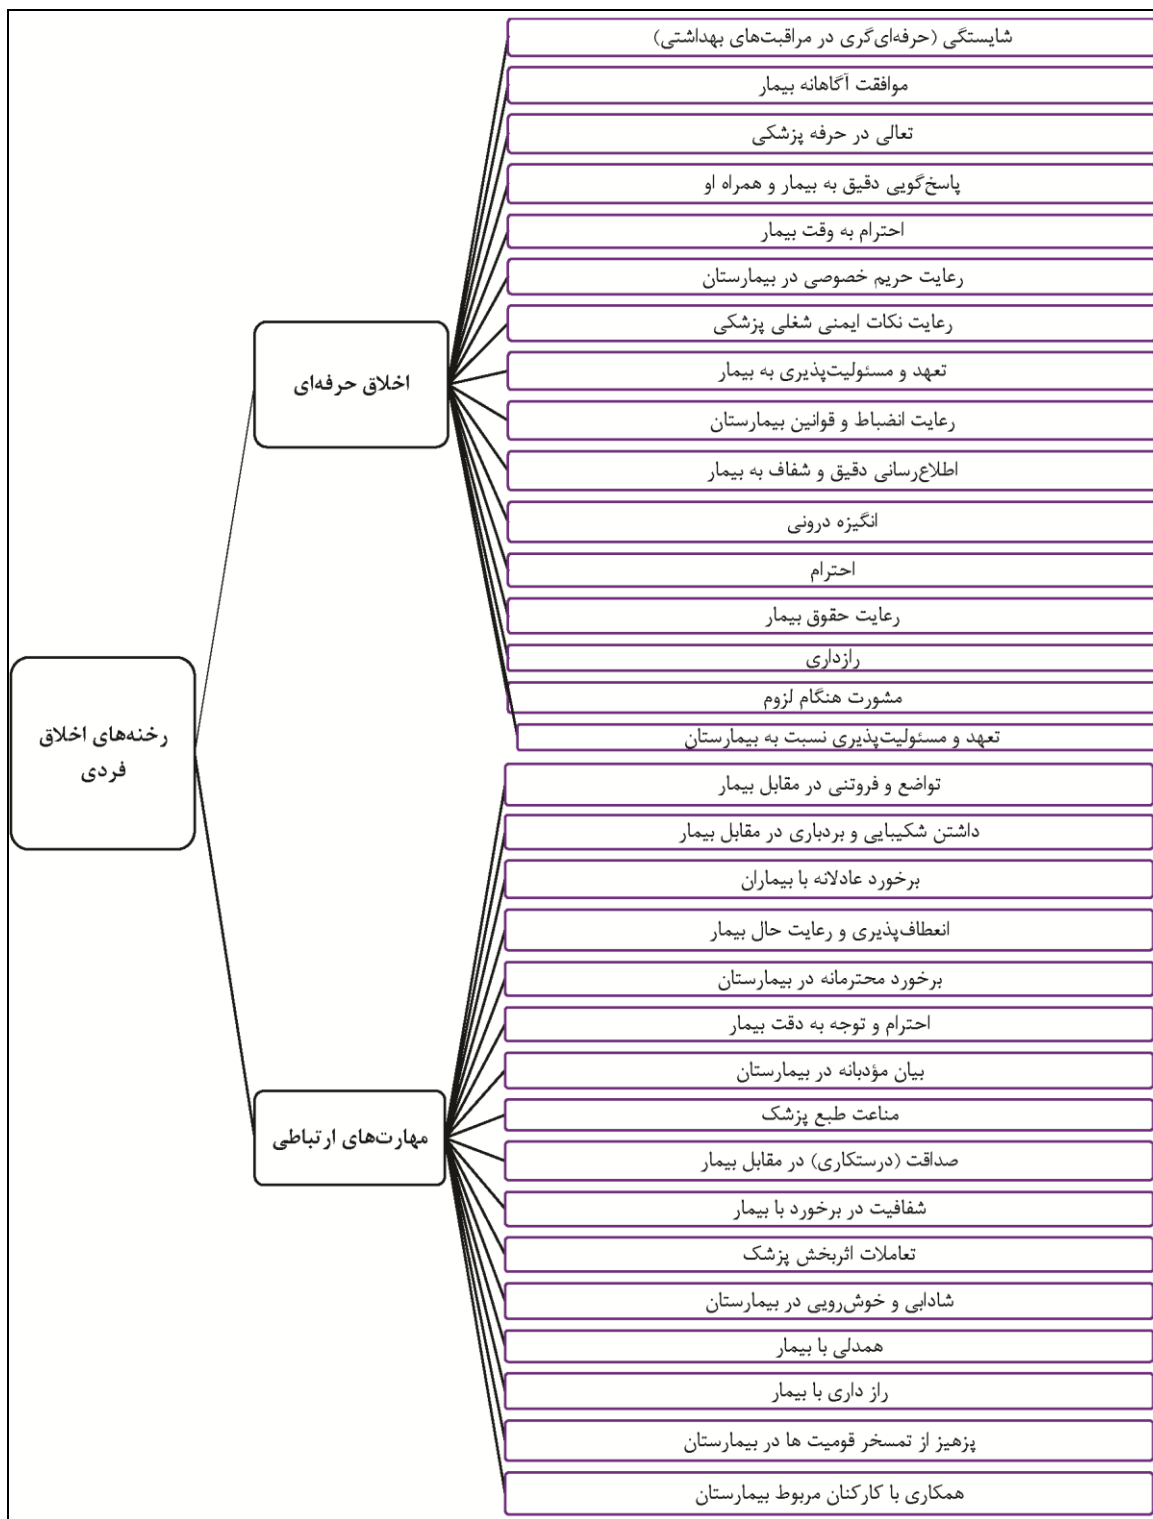 رخنه‌های اخلاق
فردی
اخلاق حرفه‌ای
شایستگی (حرفه‌ای‌گری در مراقبت‌های بهداشتی)
موافقت آگاهانه بیمار
تعالی در حرفه پزشکی
پاسخ‌گویی دقیق به بیمار و همراه او
احترام به وقت بیمار
رعایت حریم خصوصی در بیمارستان
رعایت نکات ایمنی شغلی پزشکی
تعهد و مسئولیت‌پذیری به بیمار
رعایت انضباط و قوانین بیمارستان
اطلاع‌رسانی دقیق و شفاف به بیمار
انگیزه درونی
احترام
رعایت حقوق بیمار
رازداری
مشورت هنگام لزوم
تعهد و مسئولیت‌پذیری نسبت به بیمارستان
مهارت‌های ارتباطی
تواضع و فروتنی در مقابل بیمار
داشتن شکیبایی و بردباری در مقابل بیمار
برخورد عادلانه با بیماران
انعطاف‌پذیری و رعایت حال بیمار
برخورد محترمانه در بیمارستان
احترام و توجه به دقت بیمار
بیان مؤدبانه در بیمارستان
مناعت طبع پزشک
صداقت (درستکاری) در مقابل بیمار
شفافیت در برخورد با بیمار
تعاملات اثربخش پزشک
شادابی و خوش‌رویی در بیمارستان
همدلی با بیمار
راز داری با بیمار
پزهیز از تمسخر قومیت ها در بیمارستان
همکاری با کارکنان مربوط بیمارستان